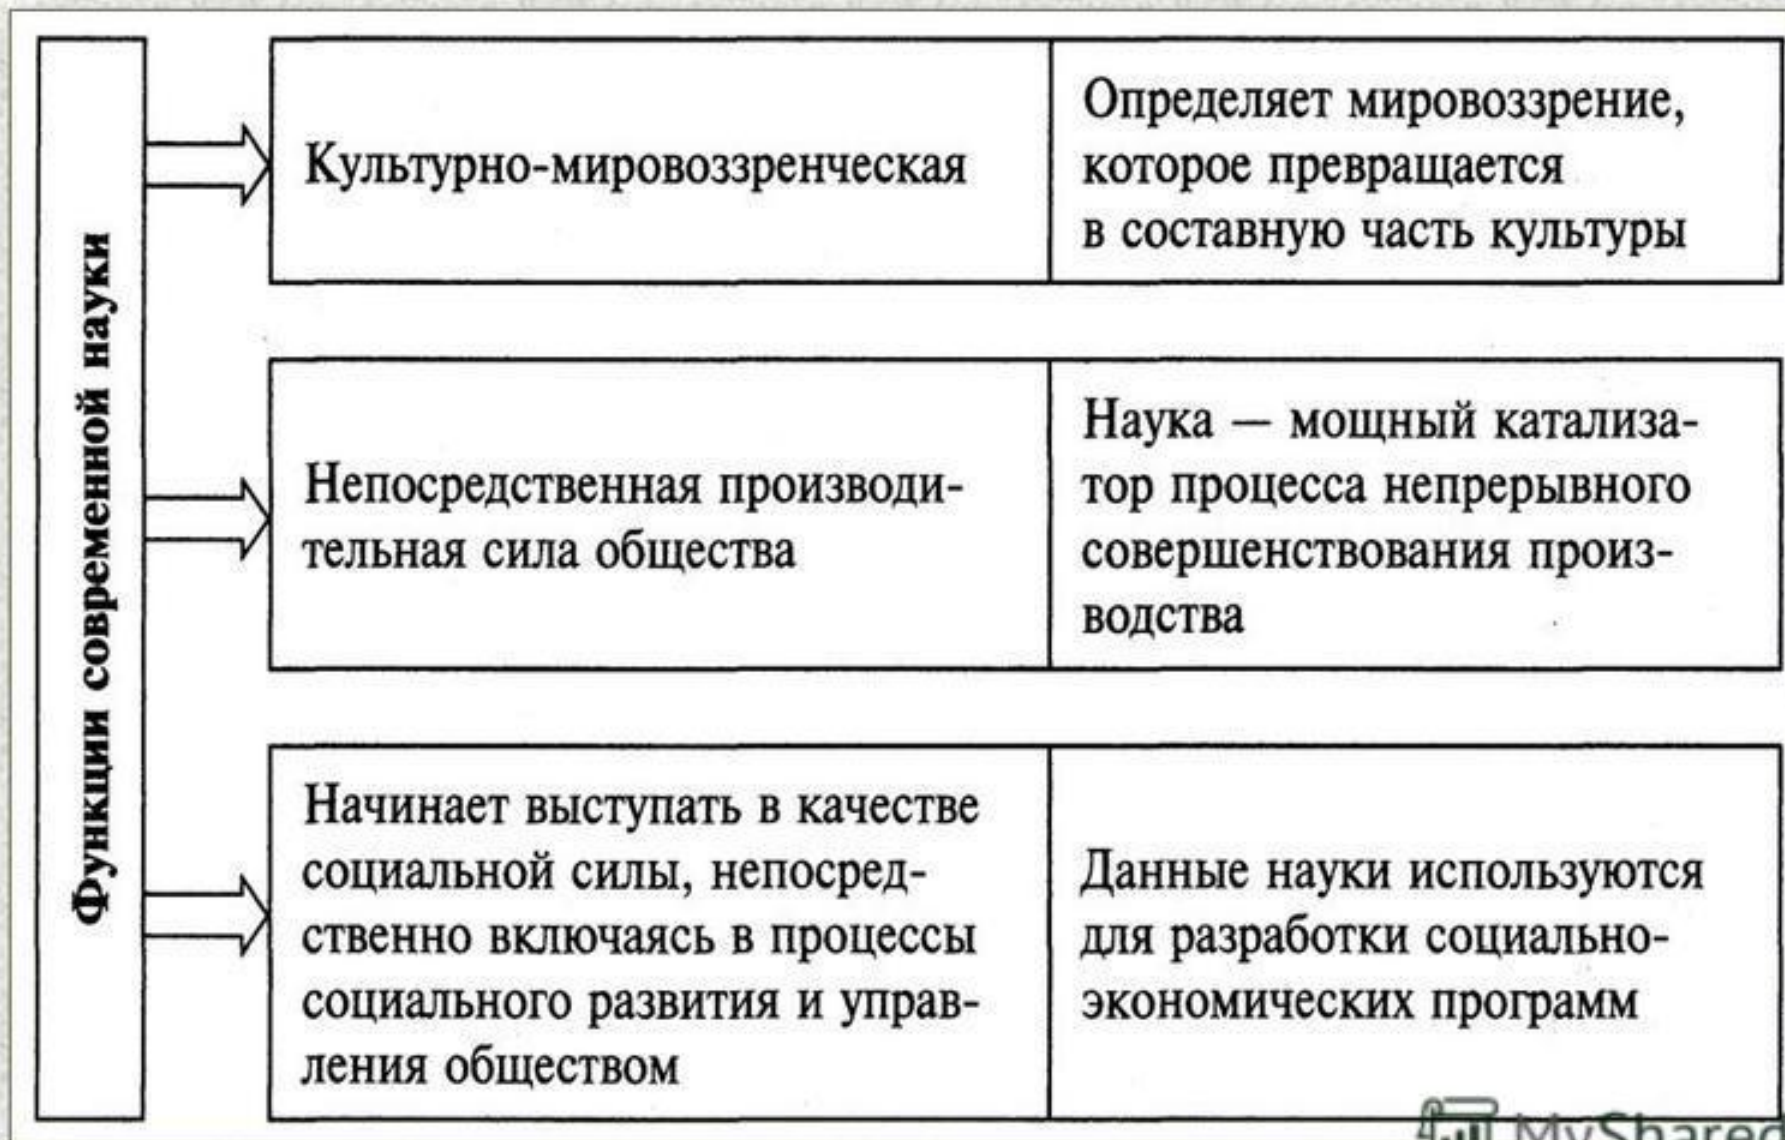 Функции современной науки
Культурно-мировоззренческая
Определяет мировоззрение,
которое превращается
в составную часть культуры
Непосредственная производи-
тельная сила общества
Наука — мощный катализа-
тор процесса непрерывного
совершенствования произ-
водства
Начинает выступать в качестве
социальной силы, непосред-
ственно включаясь в процессы
социального развития и управ-
ления обществом
Данные науки используются
для разработки социально-
экономических программ
MyShared